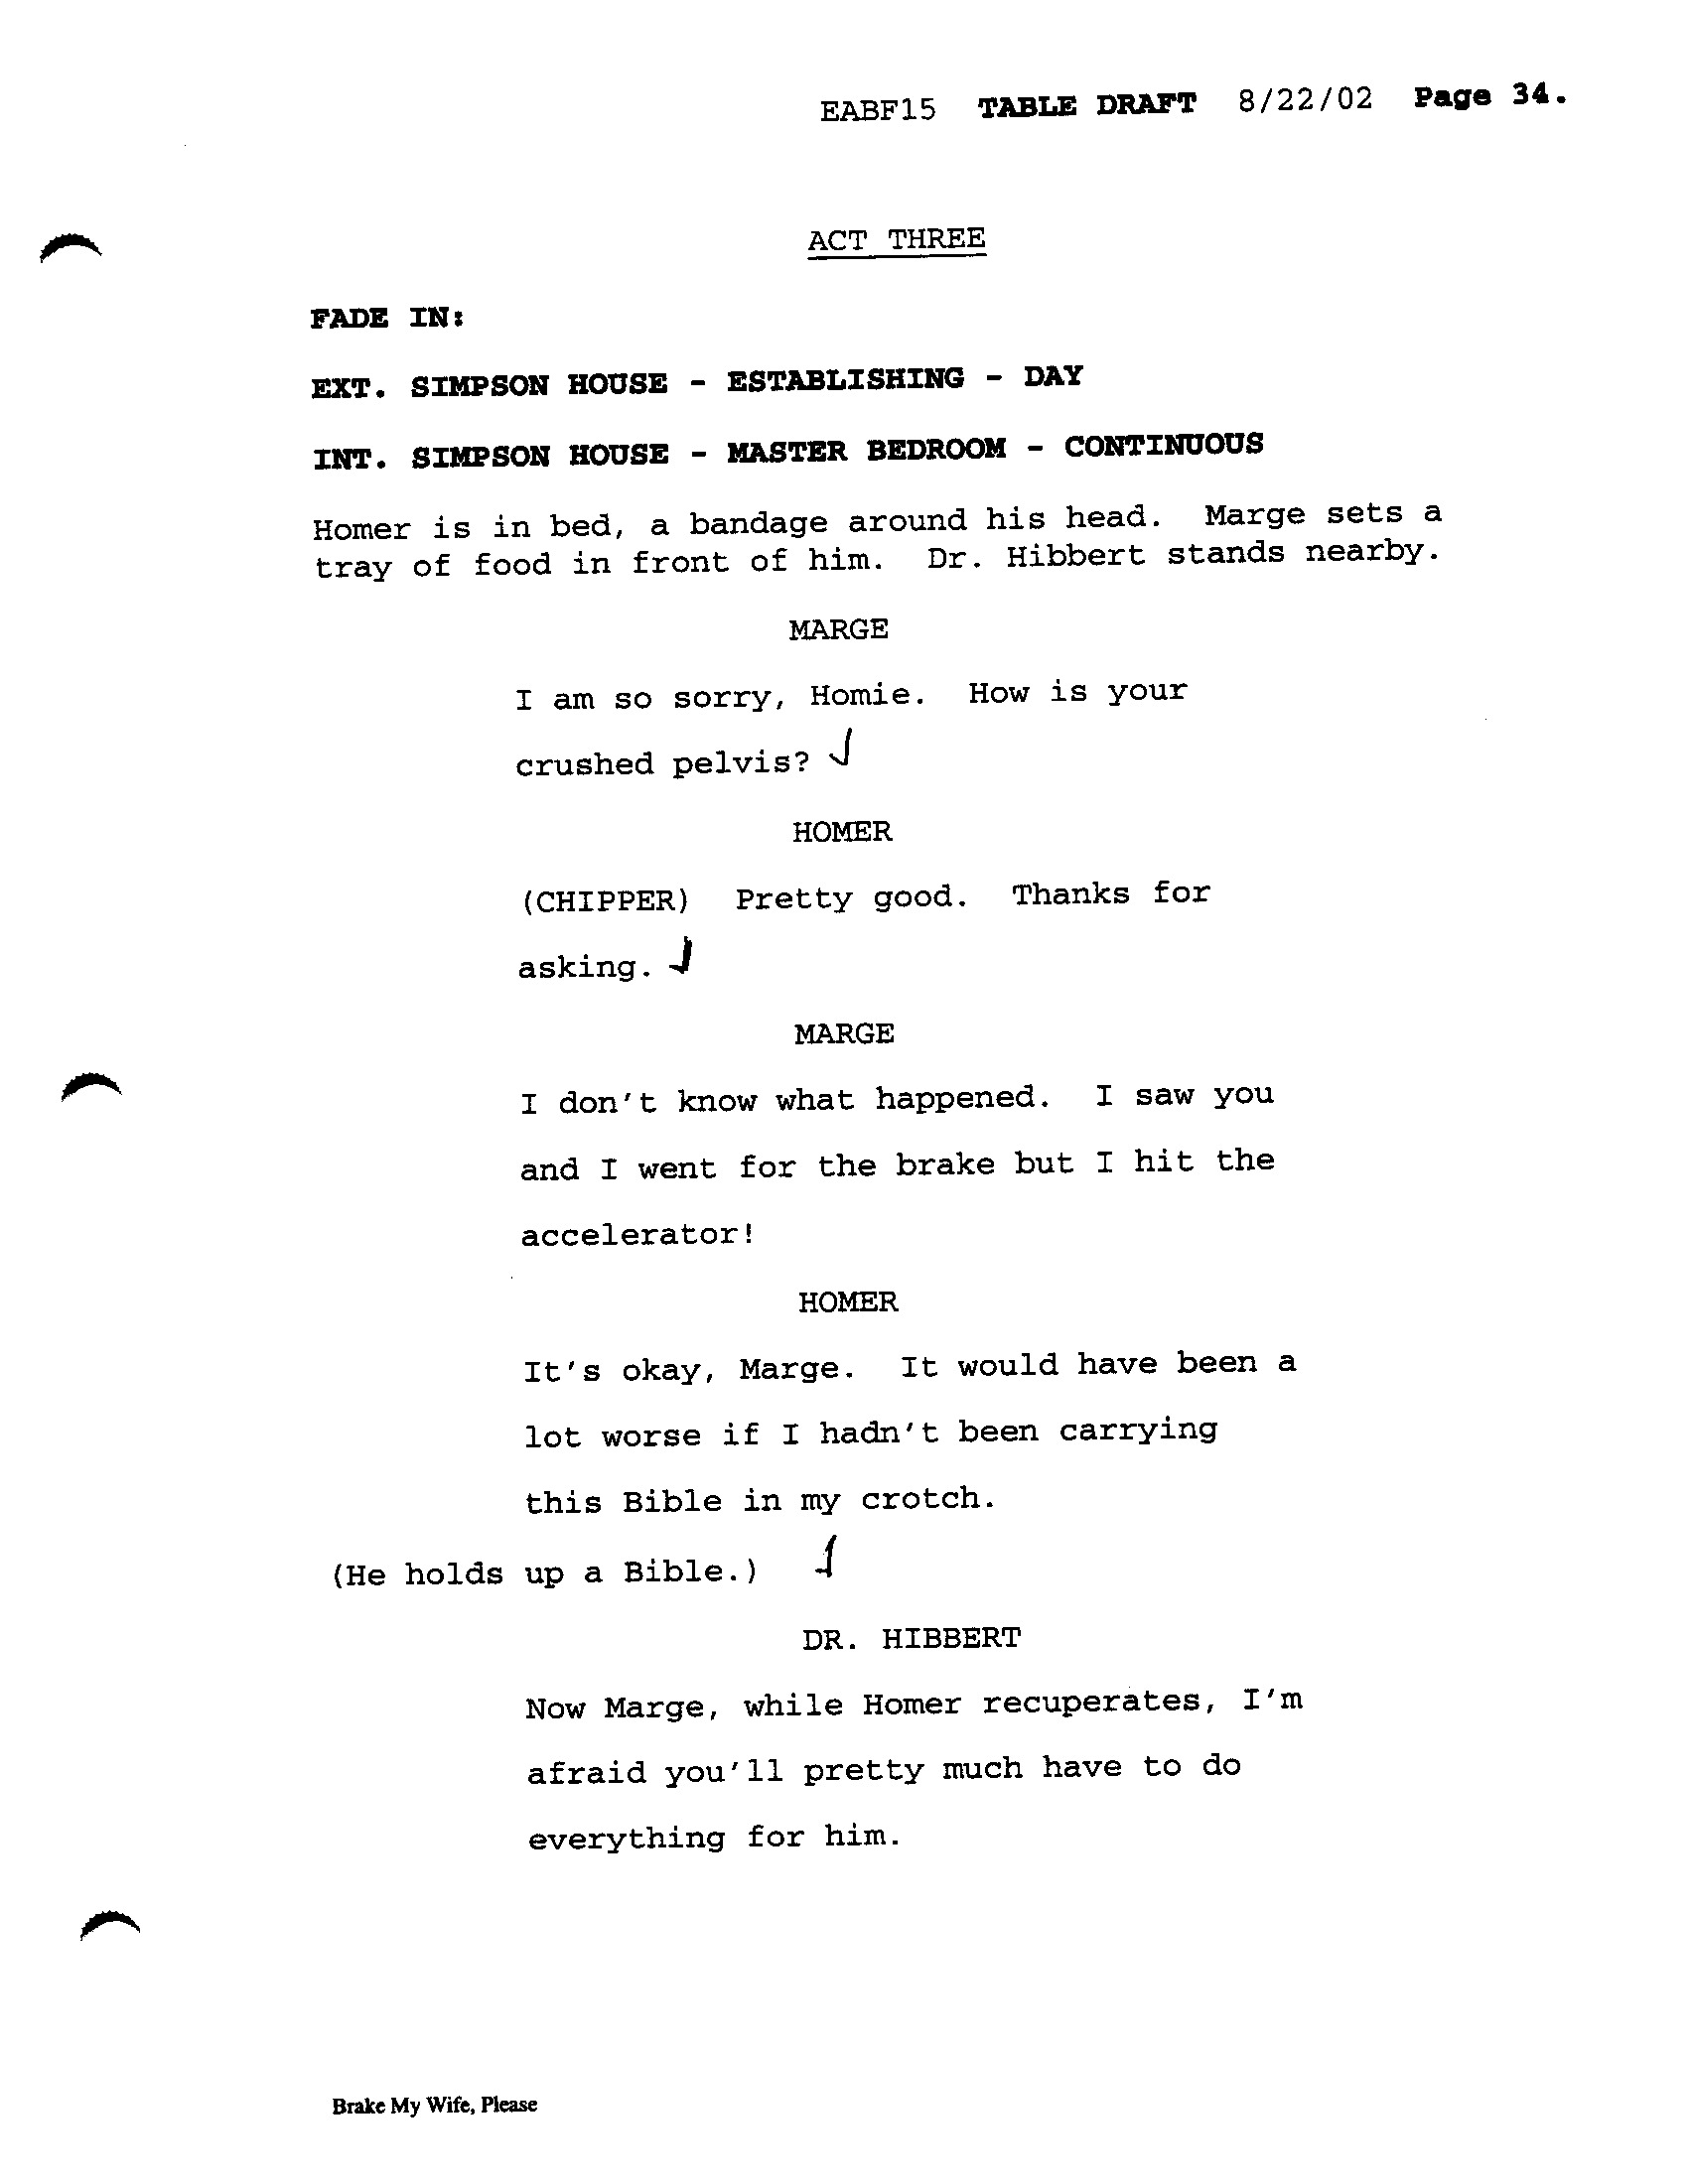 EABF15 TABLE DRAFT 8/22/02 Page 34.
ACT THREE
FADE IN:
EXT. SIMPSON HOUSE - ESTABLISHING - DAY
INT. SIMPSON HOUSE - MASTER BEDROOM - CONTINUOUS
Homer is in bed, a bandage around his head. Marge sets a
tray of food in front of him. Dr. Hibbert stands nearby.
MARGE
I am so sorry, Homie. How is your
crushed pelvis? ✓
HOMER
(CHIPPER) Pretty good. Thanks for
asking. ✓
MARGE
I don't know what happened. I saw you
and I went for the brake but I hit the
accelerator!
HOMER
It's okay, Marge. It would have been a
lot worse if I hadn't been carrying
this Bible in my crotch.
(He holds up a Bible.) ✓
DR. HIBBERT
Now Marge, while Homer recuperates, I'm
afraid you'll pretty much have to do
everything for him.
Brake My Wife, Please